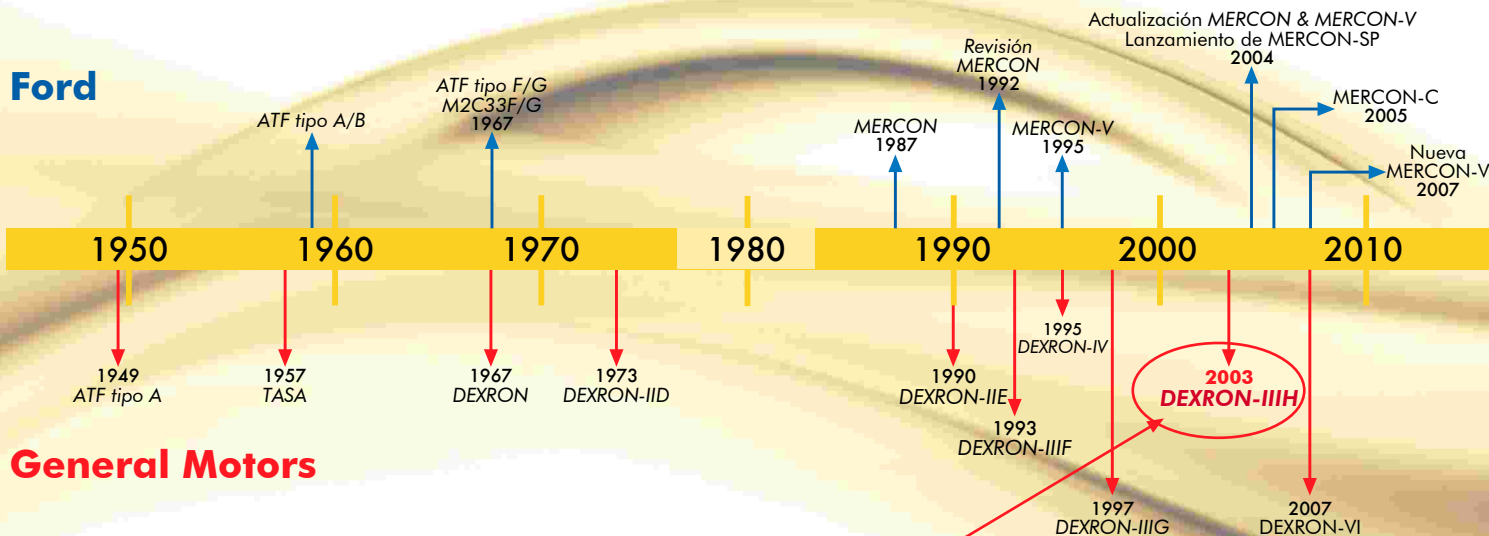 Actualización MERCON & MERCON-V
Lanzamiento de MERCON-SP
2004
Revisión
MERCON
1992
Ford
ATF tipo F/G
M2C33F/G
1967
ATF tipo A/B
MERCON
1987
MERCON-V
1995
MERCON-C
2005
Nueva
MERCON-V
2007
1950
1960
1970
1980
1990
2000
2010
1949
ATF tipo A
1957
TASA
1967
DEXRON
1973
DEXRON-IID
1990
DEXRON-IIE
1993
DEXRON-IIIF
1995
DEXRON-IV
1997
DEXRON-IIIG
2003
DEXRON-IIIH
2007
DEXRON-VI
General Motors